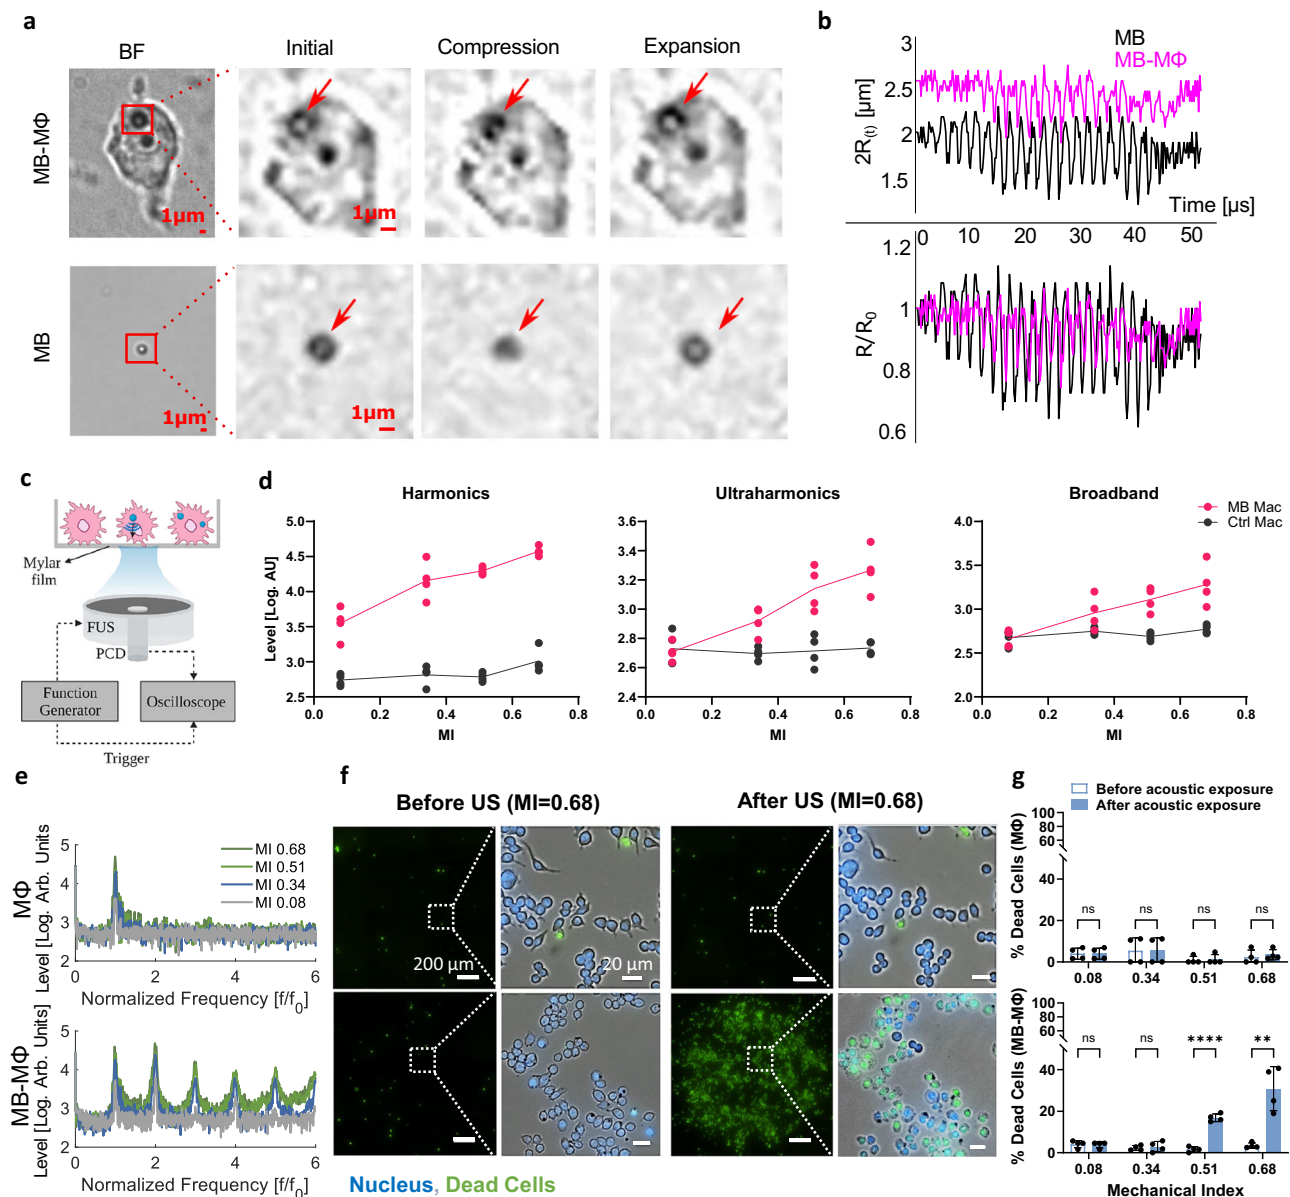 a
BF
Initial
Compression
Expansion
MB-MΦ
1μm
1μm
MB
1μm
1μm
b
MB
MB-MΦ
2R(t) [μm]
3
2.5
2
1.5
Time [μs]
0 10 20 30 40 50
R/R0
1.2
1
0.8
0.6
c
Mylar
film
FUS
PCD
Function
Generator
Oscilloscope
Trigger
d
Harmonics
Level [Log. AU]
5.0
4.5
4.0
3.5
3.0
2.5
0.0 0.2 0.4 0.6 0.8
MI
Ultraharmonics
3.6
3.4
3.2
3.0
2.8
2.6
2.4
0.0 0.2 0.4 0.6 0.8
MI
Broadband
MB Mac
Ctrl Mac
4.0
3.5
3.0
2.5
2.0
0.0 0.2 0.4 0.6 0.8
MI
e
MΦ
Level [Log. Arb. Units]
5
4
3
2
MI 0.68
MI 0.51
MI 0.34
MI 0.08
0 2 4 6
Normalized Frequency [f/f0]
MB-MΦ
Level [Log. Arb. Units]
5
4
3
2
0 2 4 6
Normalized Frequency [f/f0]
f
Before US (MI=0.68)
After US (MI=0.68)
200 μm
20 μm
Nucleus, Dead Cells
g
Before acoustic exposure
After acoustic exposure
% Dead Cells (MΦ)
100
80
60
40
20
0
ns ns ns ns
0.08 0.34 0.51 0.68
% Dead Cells (MB-MΦ)
100
80
60
40
20
0
ns ns **** **
0.08 0.34 0.51 0.68
Mechanical Index